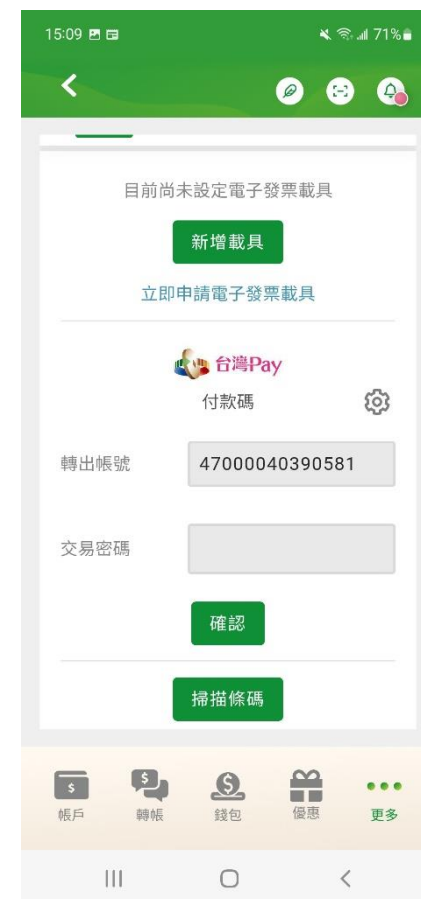 15:09 71%
目前尚未設定電子發票載具
新增載具
立即申請電子發票載具
台灣Pay
付款碼
轉出帳號 47000040390581
交易密碼
確認
掃描條碼
帳戶 轉帳 錢包 優惠 更多